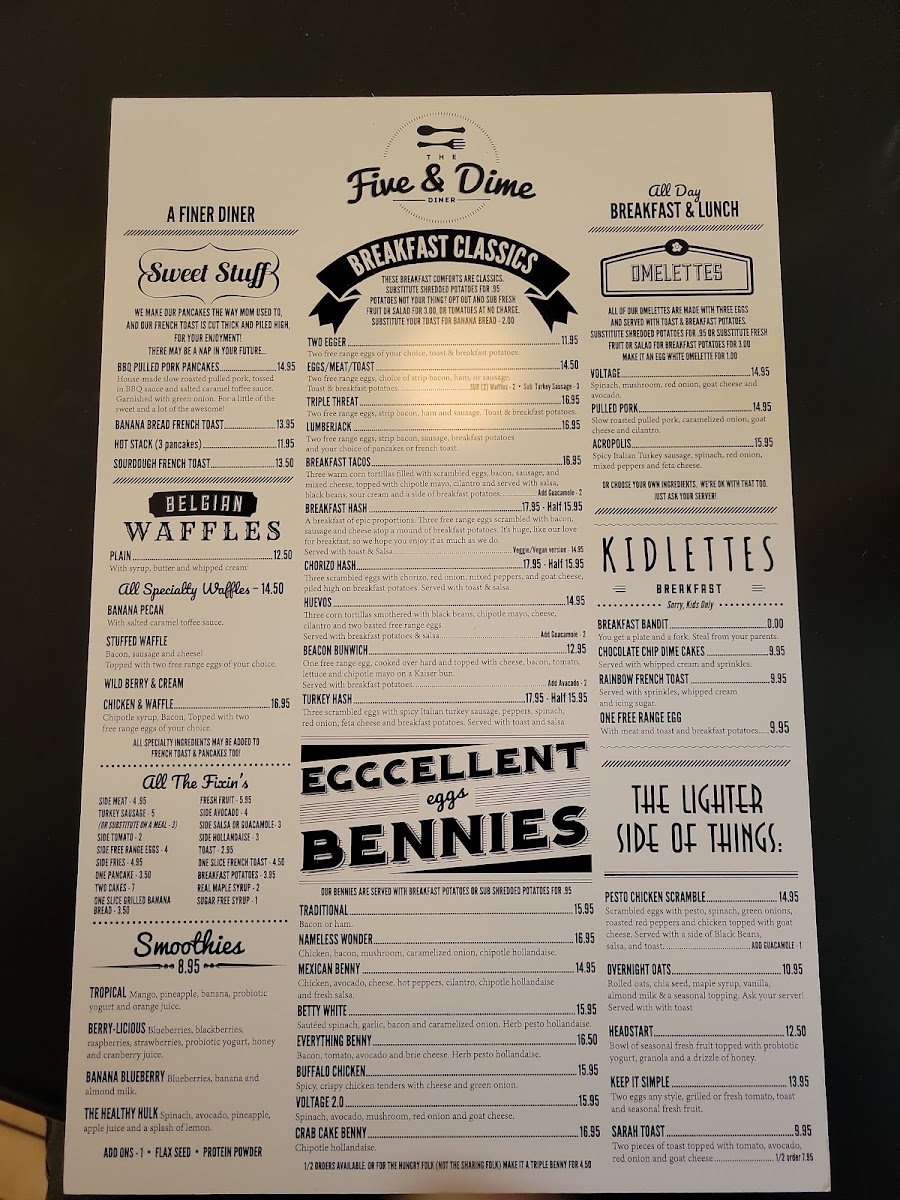 THE
Five & Dime
DINER
A FINER DINER
Sweet Stuff
WE MAKE OUR PANCAKES THE WAY MOM USED TO,
AND OUR FRENCH TOAST IS CUT THICK AND PILED HIGH,
FOR YOUR ENJOYMENT!
THERE MAY BE A NAP IN YOUR FUTURE...
BBQ PULLED PORK PANCAKES 14.95
House-made slow roasted pulled pork, tossed
in BBQ sauce and salted caramel toffee sauce.
Garnished with green onion. For a little of the
sweet and a lot of the awesome!
BANANA BREAD FRENCH TOAST 13.95
HOT STACK (3 pancakes) 11.95
SOURDOUGH FRENCH TOAST 13.50
BELGIAN
WAFFLES
PLAIN 12.50
With syrup, butter and whipped cream!
All Specialty Waffles - 14.50
BANANA PECAN
With salted caramel toffee sauce.
STUFFED WAFFLE
Bacon, sausage and cheese!
Topped with two free range eggs of your choice.
WILD BERRY & CREAM
CHICKEN & WAFFLE 16.95
Chipotle syrup, Bacon. Topped with two
free range eggs of your choice.
ALL SPECIALTY INGREDIENTS MAY BE ADDED TO
FRENCH TOAST & PANCAKES TOO!
All The Fixin's
SIDE MEAT - 4.95
TURKEY SAUSAGE - 5
(OR SUBSTITUTE ON A MEAL - 3)
SIDE TOMATO - 2
SIDE FREE RANGE EGGS - 4
SIDE FRIES - 4.95
ONE PANCAKE - 3.50
TWO CAKES - 7
ONE SLICE GRILLED BANANA
BREAD - 3.50
FRESH FRUIT - 5.95
SIDE AVOCADO - 4
SIDE SALSA OR GUACAMOLE - 3
SIDE HOLLANDAISE - 3
TOAST - 2.95
ONE SLICE FRENCH TOAST - 4.50
BREAKFAST POTATOES - 3.95
REAL MAPLE SYRUP - 2
SUGAR FREE SYRUP - 1
Smoothies
8.95
TROPICAL Mango, pineapple, banana, probiotic
yogurt and orange juice.
BERRY-LICIOUS Blueberries, blackberries,
raspberries, strawberries, probiotic yogurt, honey
and cranberry juice.
BANANA BLUEBERRY Blueberries, banana and
almond milk.
THE HEALTHY HULK Spinach, avocado, pineapple,
apple juice and a splash of lemon.
ADD ONS - 1 • FLAX SEED • PROTEIN POWDER
BREAKFAST CLASSICS
THESE BREAKFAST COMFORTS ARE CLASSICS.
SUBSTITUTE SHREDDED POTATOES FOR .95
POTATOES NOT YOUR THING? OPT OUT AND SUB FRESH
FRUIT OR SALAD FOR 3.00, OR TOMATOES AT NO CHARGE.
SUBSTITUTE YOUR TOAST FOR BANANA BREAD - 2.00
TWO EGGER 11.95
Two free range eggs of your choice, toast & breakfast potatoes.
EGGS/MEAT/TOAST 14.50
Two free range eggs, choice of strip bacon, ham, or sausage.
Toast & breakfast potatoes. SUB (2) Waffles - 2 • Sub Turkey Sausage - 3
TRIPLE THREAT 16.95
Two free range eggs, strip bacon, ham and sausage. Toast & breakfast potatoes.
LUMBERJACK 16.95
Two free range eggs, strip bacon, sausage, breakfast potatoes
and your choice of pancakes or french toast.
BREAKFAST TACOS 16.95
Three warm corn tortillas filled with scrambled eggs, bacon, sausage, and
mixed cheese, topped with chipotle mayo, cilantro and served with salsa,
black beans, sour cream and a side of breakfast potatoes. Add Guacamole - 2
BREAKFAST HASH 17.95 - Half 15.95
A breakfast of epic proportions. Three free range eggs scrambled with bacon,
sausage and cheese atop a mound of breakfast potatoes. It's huge, like our love
for breakfast, so we hope you enjoy it as much as we do.
Served with toast & Salsa Veggie/Vegan version - 14.95
CHORIZO HASH 17.95 - Half 15.95
Three scrambled eggs with chorizo, red onion, mixed peppers, and goat cheese,
piled high on breakfast potatoes. Served with toast & salsa.
HUEVOS 14.95
Three corn tortillas smothered with black beans, chipotle mayo, cheese,
cilantro and two basted free range eggs.
Served with breakfast potatoes & salsa. Add Guacamole - 2
BEACON BUNWICH 12.95
One free range egg, cooked over hard and topped with cheese, bacon, tomato,
lettuce and chipotle mayo on a Kaiser bun.
Served with breakfast potatoes. Add Avacado - 2
TURKEY HASH 17.95 - Half 15.95
Three scrambled eggs with spicy Italian turkey sausage, peppers, spinach,
red onion, feta cheese and breakfast potatoes. Served with toast and salsa.
EGGCELLENT
eggs
BENNIES
OUR BENNIES ARE SERVED WITH BREAKFAST POTATOES OR SUB SHREDDED POTATOES FOR .95
TRADITIONAL 15.95
Bacon or ham.
NAMELESS WONDER 16.95
Chicken, bacon, mushroom, caramelized onion, chipotle hollandaise.
MEXICAN BENNY 14.95
Chicken, avocado, cheese, hot peppers, cilantro, chipotle hollandaise
and fresh salsa.
BETTY WHITE 15.95
Sautéed spinach, garlic, bacon and caramelized onion. Herb pesto hollandaise.
EVERYTHING BENNY 16.50
Bacon, tomato, avocado and brie cheese. Herb pesto hollandaise.
BUFFALO CHICKEN 15.95
Spicy, crispy chicken tenders with cheese and green onion.
VOLTAGE 2.0 15.95
Spinach, avocado, mushroom, red onion and goat cheese.
CRAB CAKE BENNY 16.95
Chipotle hollandaise.
1/2 ORDERS AVAILABLE, OR FOR THE HUNGRY FOLK (NOT THE SHARING FOLK) MAKE IT A TRIPLE BENNY FOR 4.50
All Day
BREAKFAST & LUNCH
OMELETTES
ALL OF OUR OMELETTES ARE MADE WITH THREE EGGS
AND SERVED WITH TOAST & BREAKFAST POTATOES.
SUBSTITUTE SHREDDED POTATOES FOR .95 OR SUBSTITUTE FRESH
FRUIT OR SALAD FOR BREAKFAST POTATOES FOR 3.00
MAKE IT AN EGG WHITE OMELETTE FOR 1.00
VOLTAGE 14.95
Spinach, mushroom, red onion, goat cheese and
avocado.
PULLED PORK 14.95
Slow roasted pulled pork, caramelized onion, goat
cheese and cilantro.
ACROPOLIS 15.95
Spicy Italian Turkey sausage, spinach, red onion,
mixed peppers and feta cheese.
OR CHOOSE YOUR OWN INGREDIENTS. WE'RE OK WITH THAT TOO.
JUST ASK YOUR SERVER!
KIDLETTES
BREAKFAST
Sorry, Kids Only
BREAKFAST BANDIT 0.00
You get a plate and a fork. Steal from your parents.
CHOCOLATE CHIP DIME CAKES 9.95
Served with whipped cream and sprinkles.
RAINBOW FRENCH TOAST 9.95
Served with sprinkles, whipped cream
and icing sugar.
ONE FREE RANGE EGG
With meat and toast and breakfast potatoes 9.95
THE LIGHTER
SIDE OF THINGS:
PESTO CHICKEN SCRAMBLE 14.95
Scrambled eggs with pesto, spinach, green onions,
roasted red peppers and chicken topped with goat
cheese. Served with a side of Black Beans,
salsa, and toast. ADD GUACAMOLE - 1
OVERNIGHT OATS 10.95
Rolled oats, chia seed, maple syrup, vanilla,
almond milk & a seasonal topping. Ask your server!
Served with with toast
HEADSTART 12.50
Bowl of seasonal fresh fruit topped with probiotic
yogurt, granola and a drizzle of honey.
KEEP IT SIMPLE 13.95
Two eggs any style, grilled or fresh tomato, toast
and seasonal fresh fruit.
SARAH TOAST 9.95
Two pieces of toast topped with tomato, avocado,
red onion and goat cheese 1/2 order 7.95